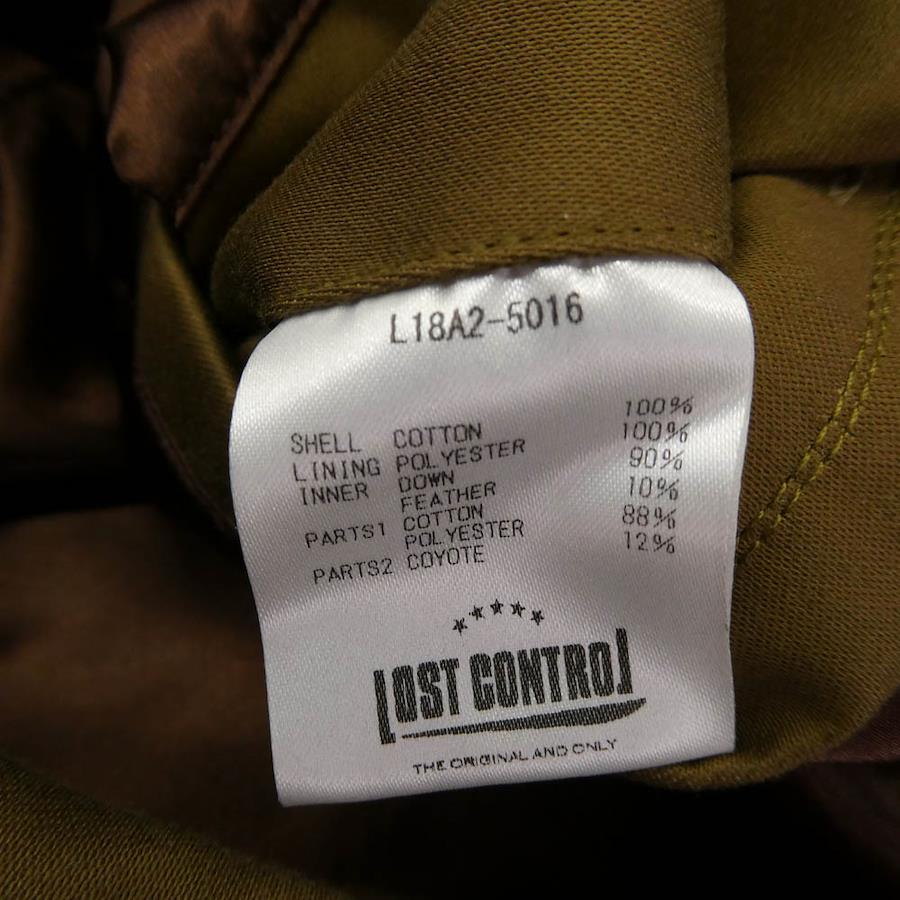 L18A2-5016
SHELL COTTON 100%
LINING POLYESTER 100%
INNER DOWN 90%
FEATHER 10%
PARTS1 COTTON 88%
POLYESTER 12%
PARTS2 COYOTE
LOST CONTROL
THE ORIGINAL AND ONLY